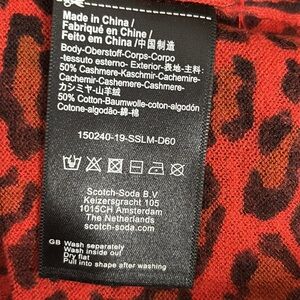 Made in China /
Fabriqué en Chine /
Feito em China /中国制造
Body-Oberstoff-Corps-Corpo
-tessuto esterno- Exterior-表地-主料:
50% Cashmere-Kaschmir-Cachemire-
Cachemir-Cashemere-Cashmere-
カシミヤ-山羊绒
50% Cotton-Baumwolle-coton-algodón
Cotone-algodão-綿-棉
150240-19-SSLM-D60
Scotch-Soda B.V
Keizersgracht 105
1015CH Amsterdam
The Netherlands
scotch-soda.com
GB Wash separately
Wash inside out
Dry flat
Pull into shape after washing